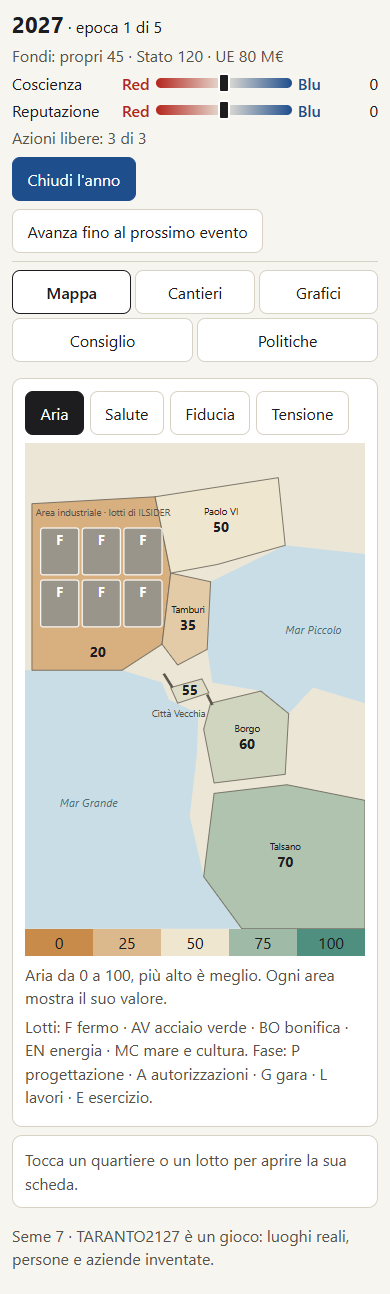 2027 · epoca 1 di 5
Fondi: propri 45 · Stato 120 · UE 80 M€
Coscienza Red Blu 0
Reputazione Red Blu 0
Azioni libere: 3 di 3
Chiudi l'anno
Avanza fino al prossimo evento
Mappa Cantieri Grafici
Consiglio Politiche
Aria Salute Fiducia Tensione
Area industriale · lotti di ILSIDER
Paolo VI
50
F F F
F F F
20
Tamburi
35
Mar Piccolo
55
Città Vecchia
Borgo
60
Mar Grande
Talsano
70
0 25 50 75 100
Aria da 0 a 100, più alto è meglio. Ogni area
mostra il suo valore.
Lotti: F fermo · AV acciaio verde · BO bonifica ·
EN energia · MC mare e cultura. Fase: P
progettazione · A autorizzazioni · G gara · L
lavori · E esercizio.
Tocca un quartiere o un lotto per aprire la sua
scheda.
Seme 7 · TARANTO2127 è un gioco: luoghi reali,
persone e aziende inventate.